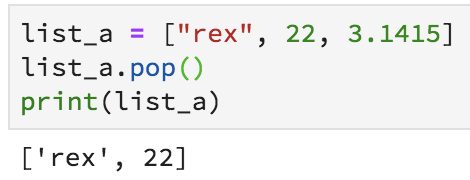 list_a = ["rex", 22, 3.1415]
list_a.pop()
print(list_a)
['rex', 22]